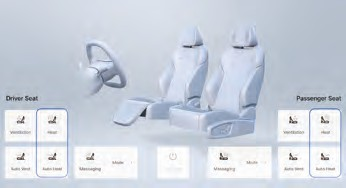 Driver Seat
Passenger Seat
Ventilation
Heat
Ventilation
Heat
Auto Vent
Auto Heat
Massaging
Mode
Massaging
Mode
Auto Vent
Auto Heat